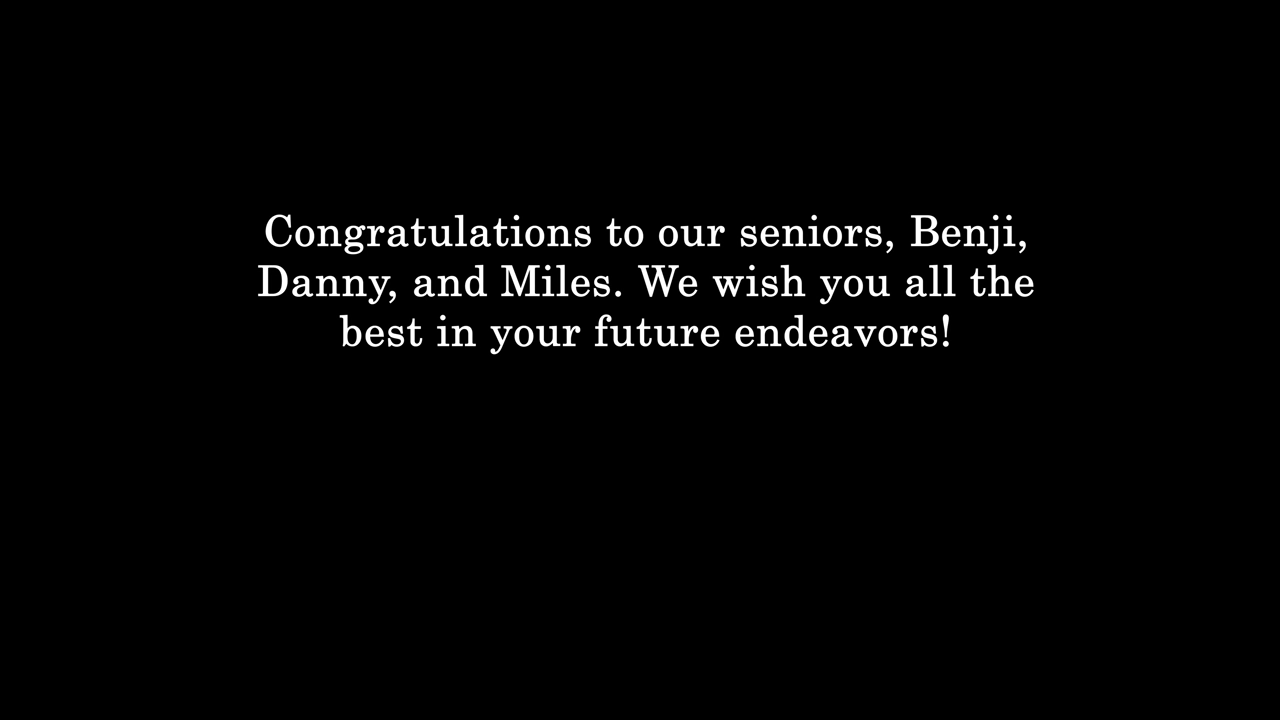 Congratulations to our seniors, Benji,
Danny, and Miles. We wish you all the
best in your future endeavors!